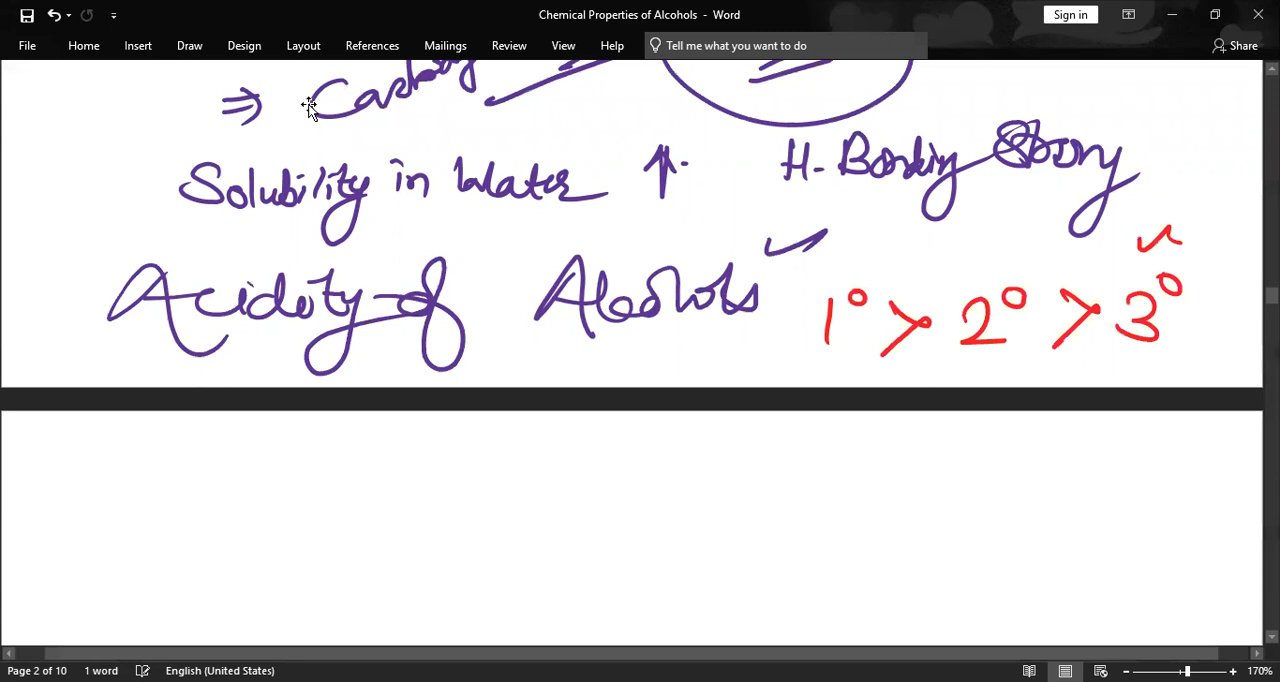 Chemical Properties of Alcohols - Word
Sign in
File Home Insert Draw Design Layout References Mailings Review View Help Tell me what you want to do Share
⇒
Solubility in Water ↑ H-Bonding Strong
Acidity of Alcohols ✓ 1° > 2° > 3°
Page 2 of 10 1 word English (United States) 170%